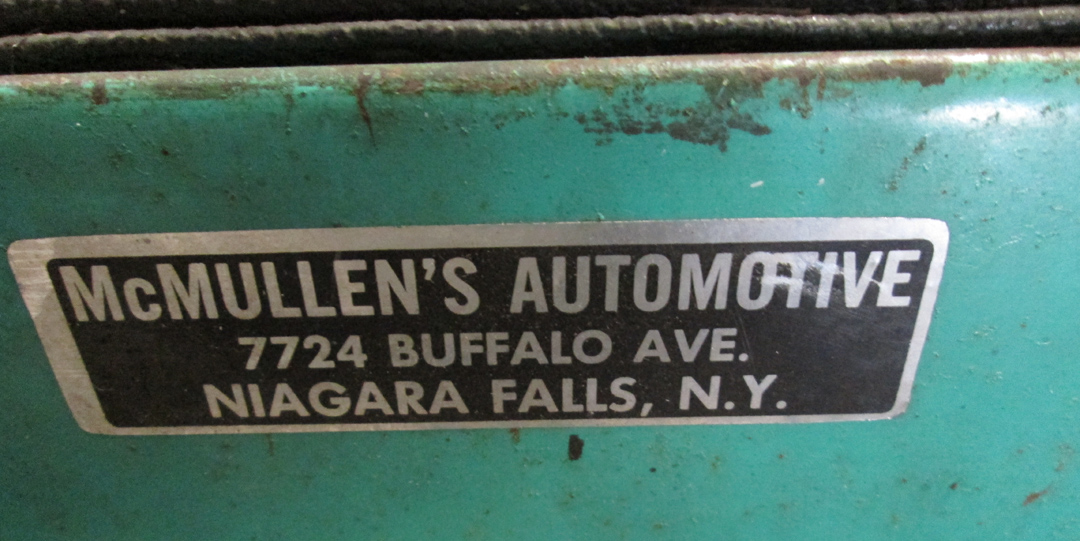 McMULLEN'S AUTOMOTIVE
7724 BUFFALO AVE.
NIAGARA FALLS, N.Y.